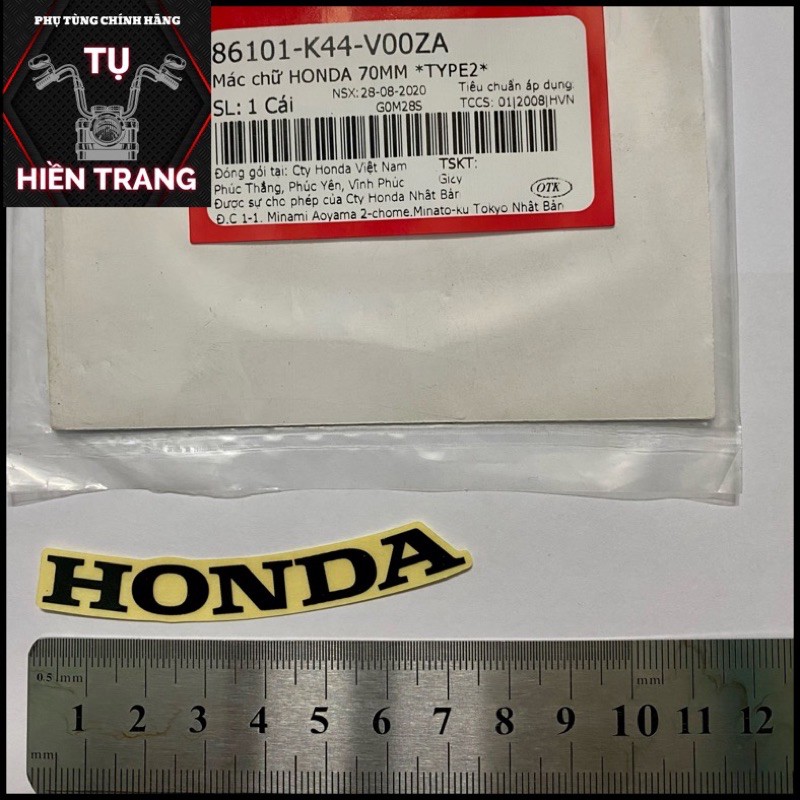 PHỤ TÙNG CHÍNH HÃNG
TỤ
HIỀN TRANG
86101-K44-V00ZA
Mác chữ HONDA 70MM *TYPE2*
NSX: 28-08-2020
Tiêu chuẩn áp dụng
SL: 1 Cái
G0M28S
TCCS: 01|2008|HVN
Đóng gói tại: Cty Honda Việt Nam
TSKT:
Phúc Thắng, Phúc Yên, Vĩnh Phúc
Được sự cho phép của Cty Honda Nhật Bản
OTK
Đ.C 1-1. Minami Aoyama 2-chome.Minato-ku Tokyo Nhật Bản
HONDA
0.5 mm
mm
1 2 3 4 5 6 7 8 9 10 11 12
mm